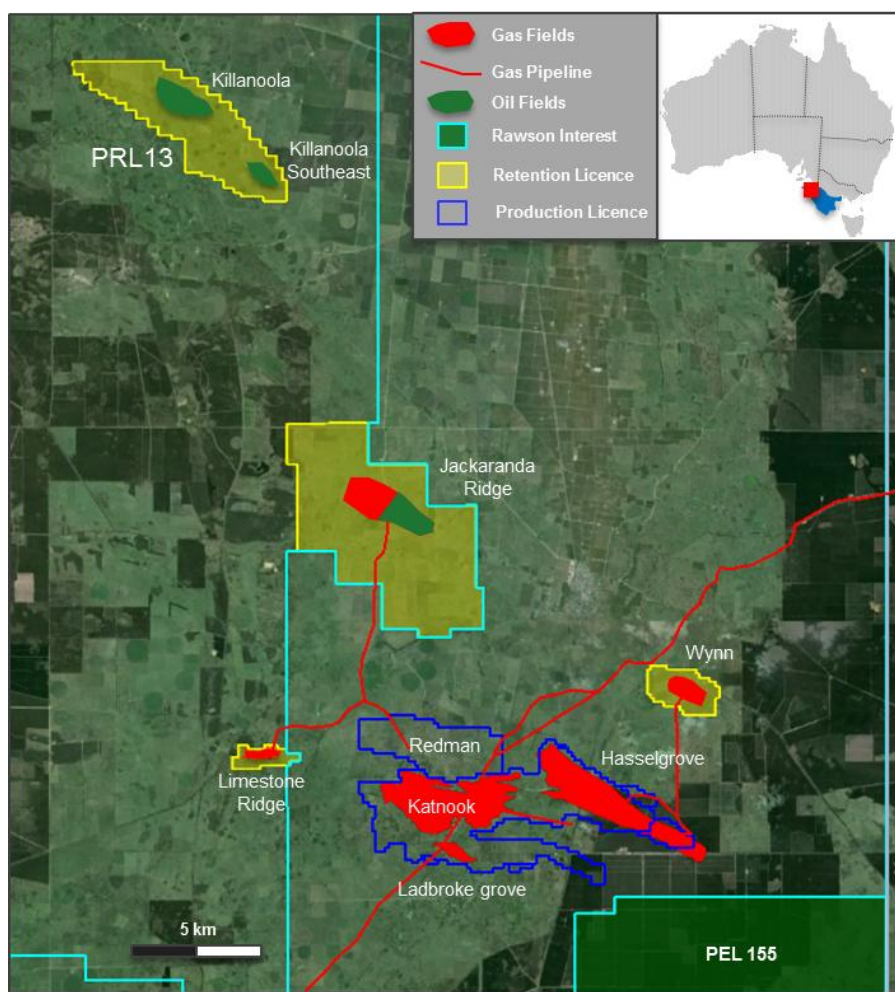 Gas Fields
Gas Pipeline
Oil Fields
Rawson Interest
Retention Licence
Production Licence
Killanoola
PRL13
Killanoola
Southeast
Jackaranda
Ridge
Wynn
Redman
Hasselgrove
Limestone
Ridge
Katnook
Ladbroke grove
5 km
PEL 155